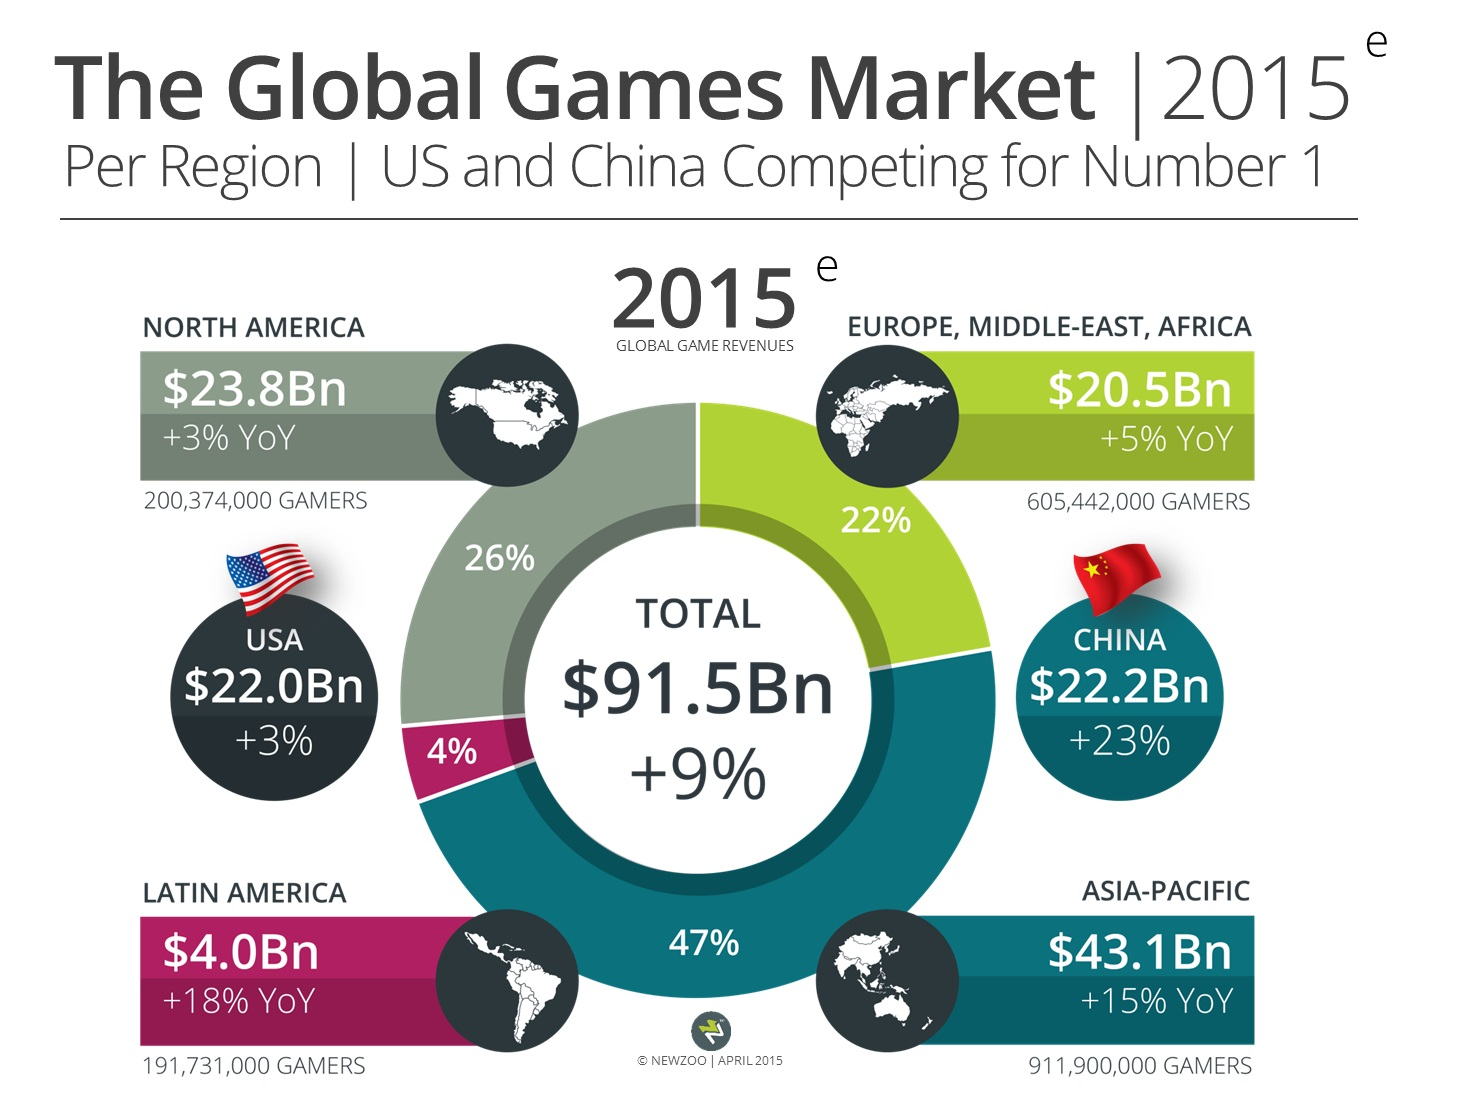 The Global Games Market | 2015 e
Per Region | US and China Competing for Number 1
2015 e
GLOBAL GAME REVENUES
NORTH AMERICA
$23.8Bn
+3% YoY
200,374,000 GAMERS
EUROPE, MIDDLE-EAST, AFRICA
$20.5Bn
+5% YoY
605,442,000 GAMERS
26%
22%
USA
$22.0Bn
+3%
TOTAL
$91.5Bn
+9%
CHINA
$22.2Bn
+23%
4%
47%
LATIN AMERICA
$4.0Bn
+18% YoY
191,731,000 GAMERS
ASIA-PACIFIC
$43.1Bn
+15% YoY
911,900,000 GAMERS
© NEWZOO | APRIL 2015